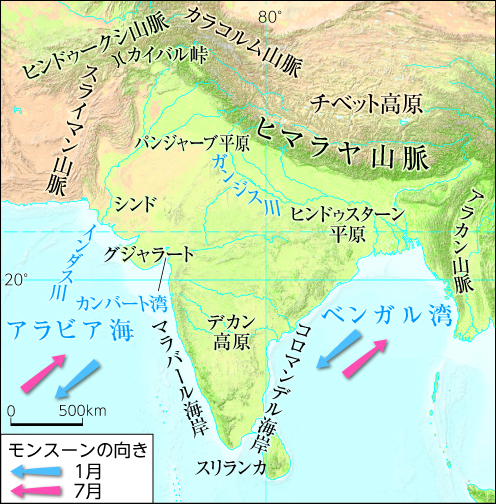 80°
カラコルム山脈
ヒンドゥークシ山脈
カイバル峠
スライマン山脈
チベット高原
ヒマラヤ山脈
パンジャーブ平原
ガンジス川
シンド
ヒンドゥスターン
平原
アラカン山脈
インダス川
グジャラート
20°
カンバート湾
アラビア海
マラバール海岸
デカン
高原
コロマンデル海岸
ベンガル湾
0 500km
スリランカ
モンスーンの向き
1月
7月